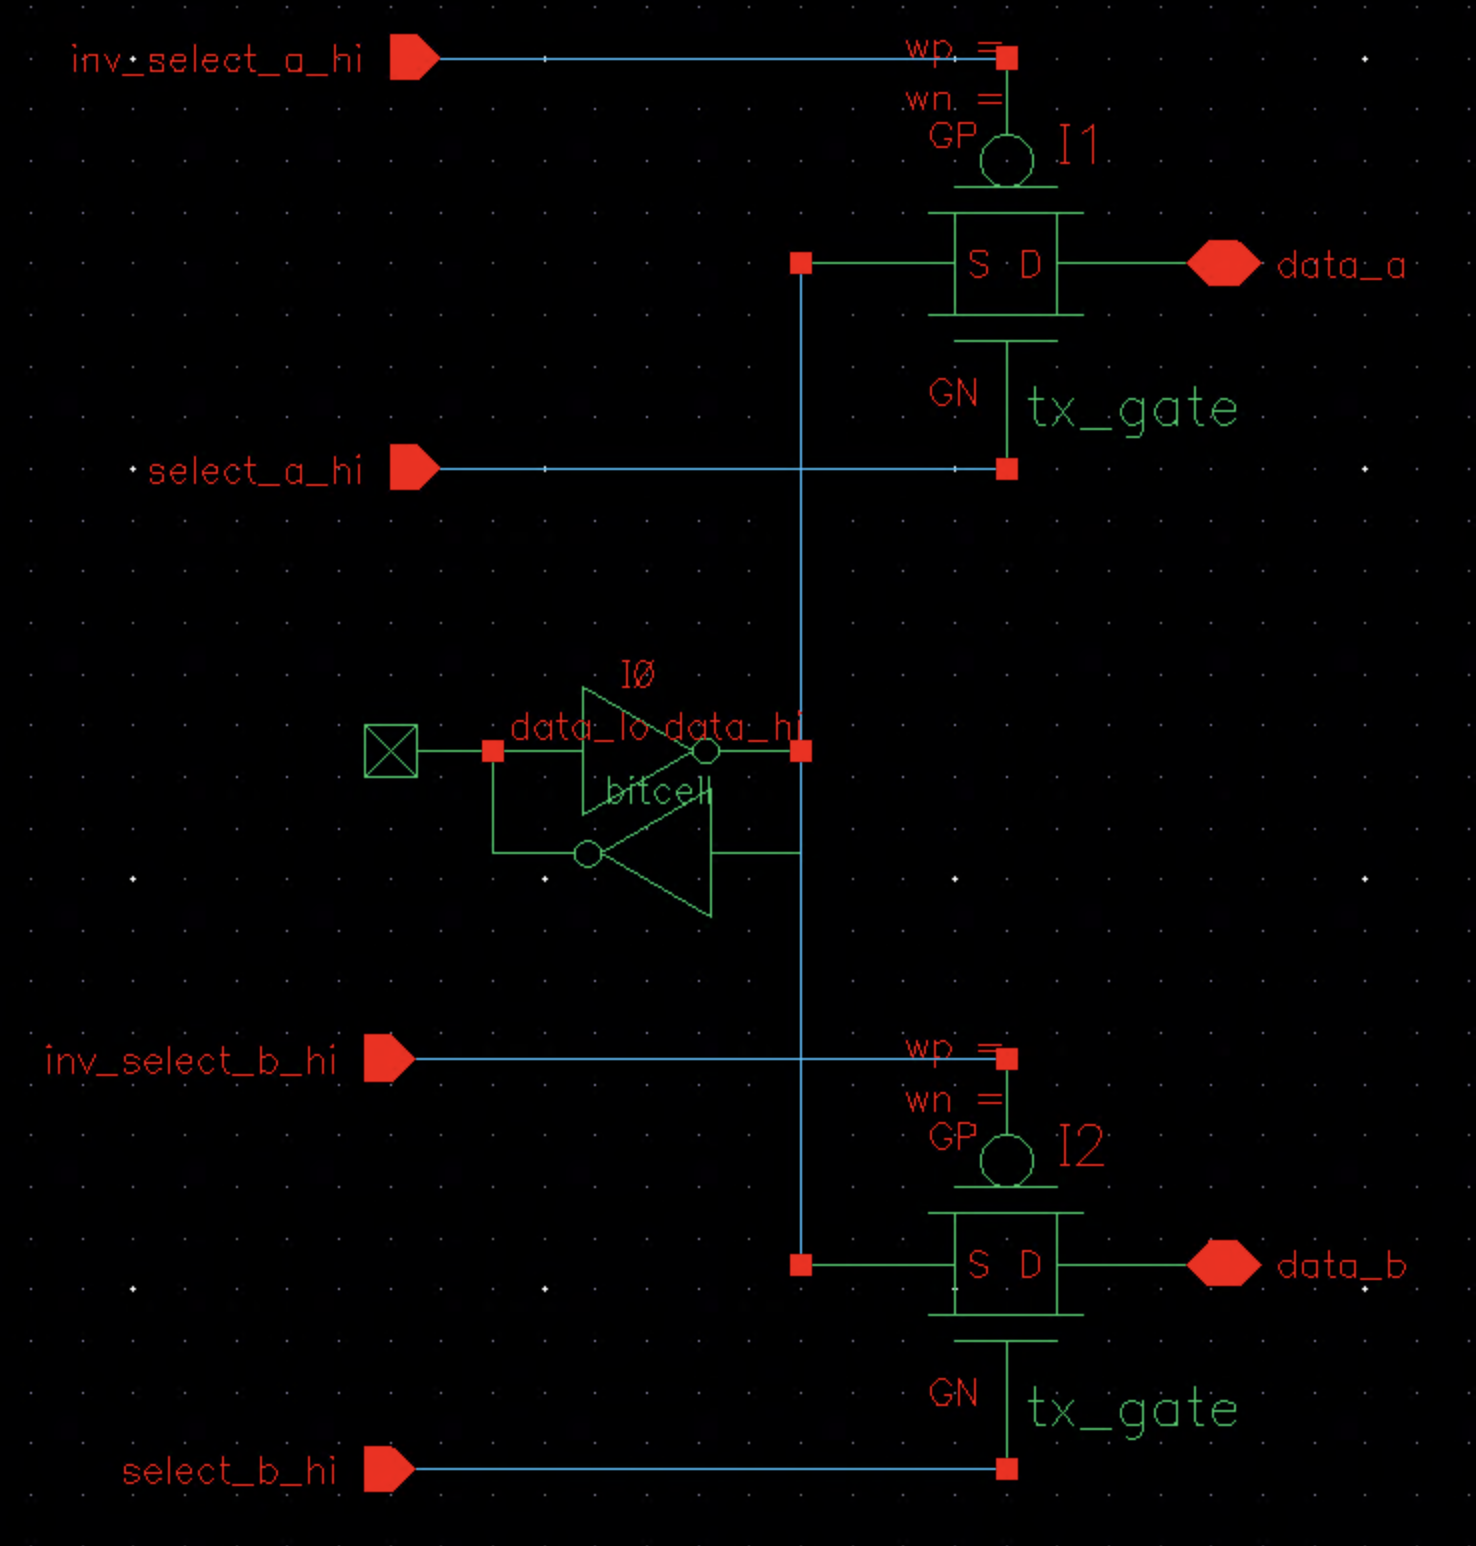 inv_select_a_hi
wp =
wn =
GP
I1
S D
data_a
GN
tx_gate
select_a_hi
I0
data_lo data_hi
bitcell
inv_select_b_hi
wp =
wn =
GP
I2
S D
data_b
GN
tx_gate
select_b_hi